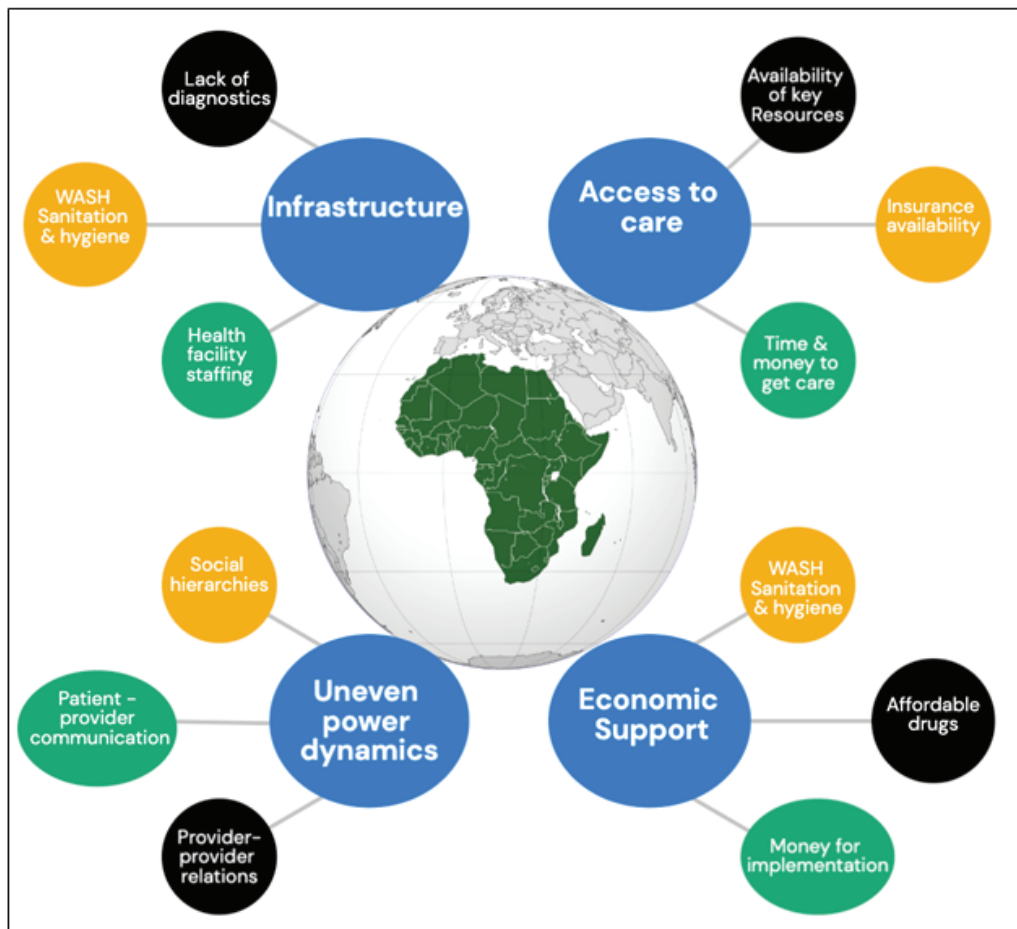 Lack of
diagnostics
WASH
Sanitation
& hygiene
Health
facility
staffing
Infrastructure
Availability
of key
Resources
Insurance
availability
Time &
money to
get care
Access to
care
Social
hierarchies
Patient –
provider
communication
Provider–
provider
relations
Uneven
power
dynamics
WASH
Sanitation
& hygiene
Affordable
drugs
Money for
implementation
Economic
Support